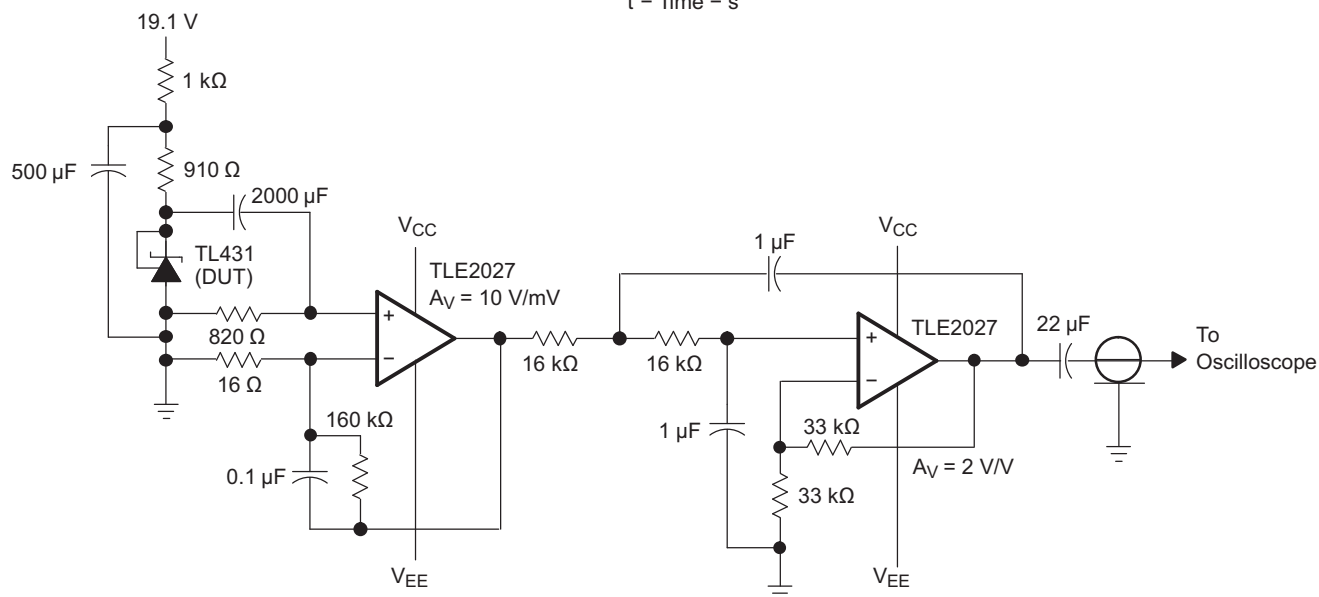 t − Time − s
19.1 V
1 kΩ
500 µF
910 Ω
2000 µF
TL431
(DUT)
820 Ω
16 Ω
160 kΩ
0.1 µF
VCC
TLE2027
AV = 10 V/mV
+
−
VEE
16 kΩ
16 kΩ
1 µF
1 µF
VCC
TLE2027
+
−
33 kΩ
33 kΩ
AV = 2 V/V
VEE
22 µF
To
Oscilloscope